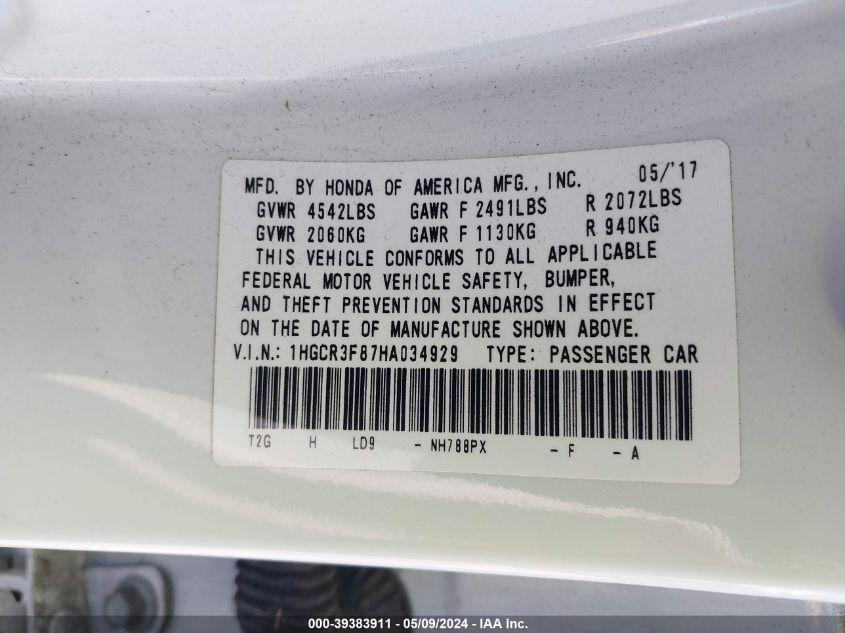 MFD. BY HONDA OF AMERICA MFG., INC. 05/'17
GVWR 4542LBS GAWR F 2491LBS R 2072LBS
GVWR 2060KG GAWR F 1130KG R 940KG
THIS VEHICLE CONFORMS TO ALL APPLICABLE
FEDERAL MOTOR VEHICLE SAFETY, BUMPER,
AND THEFT PREVENTION STANDARDS IN EFFECT
ON THE DATE OF MANUFACTURE SHOWN ABOVE.
V.I.N.: 1HGCR3F87HA034929 TYPE: PASSENGER CAR
T2G H LD9 - NH788PX - F - A
000-39383911 - 05/09/2024 - IAA Inc.